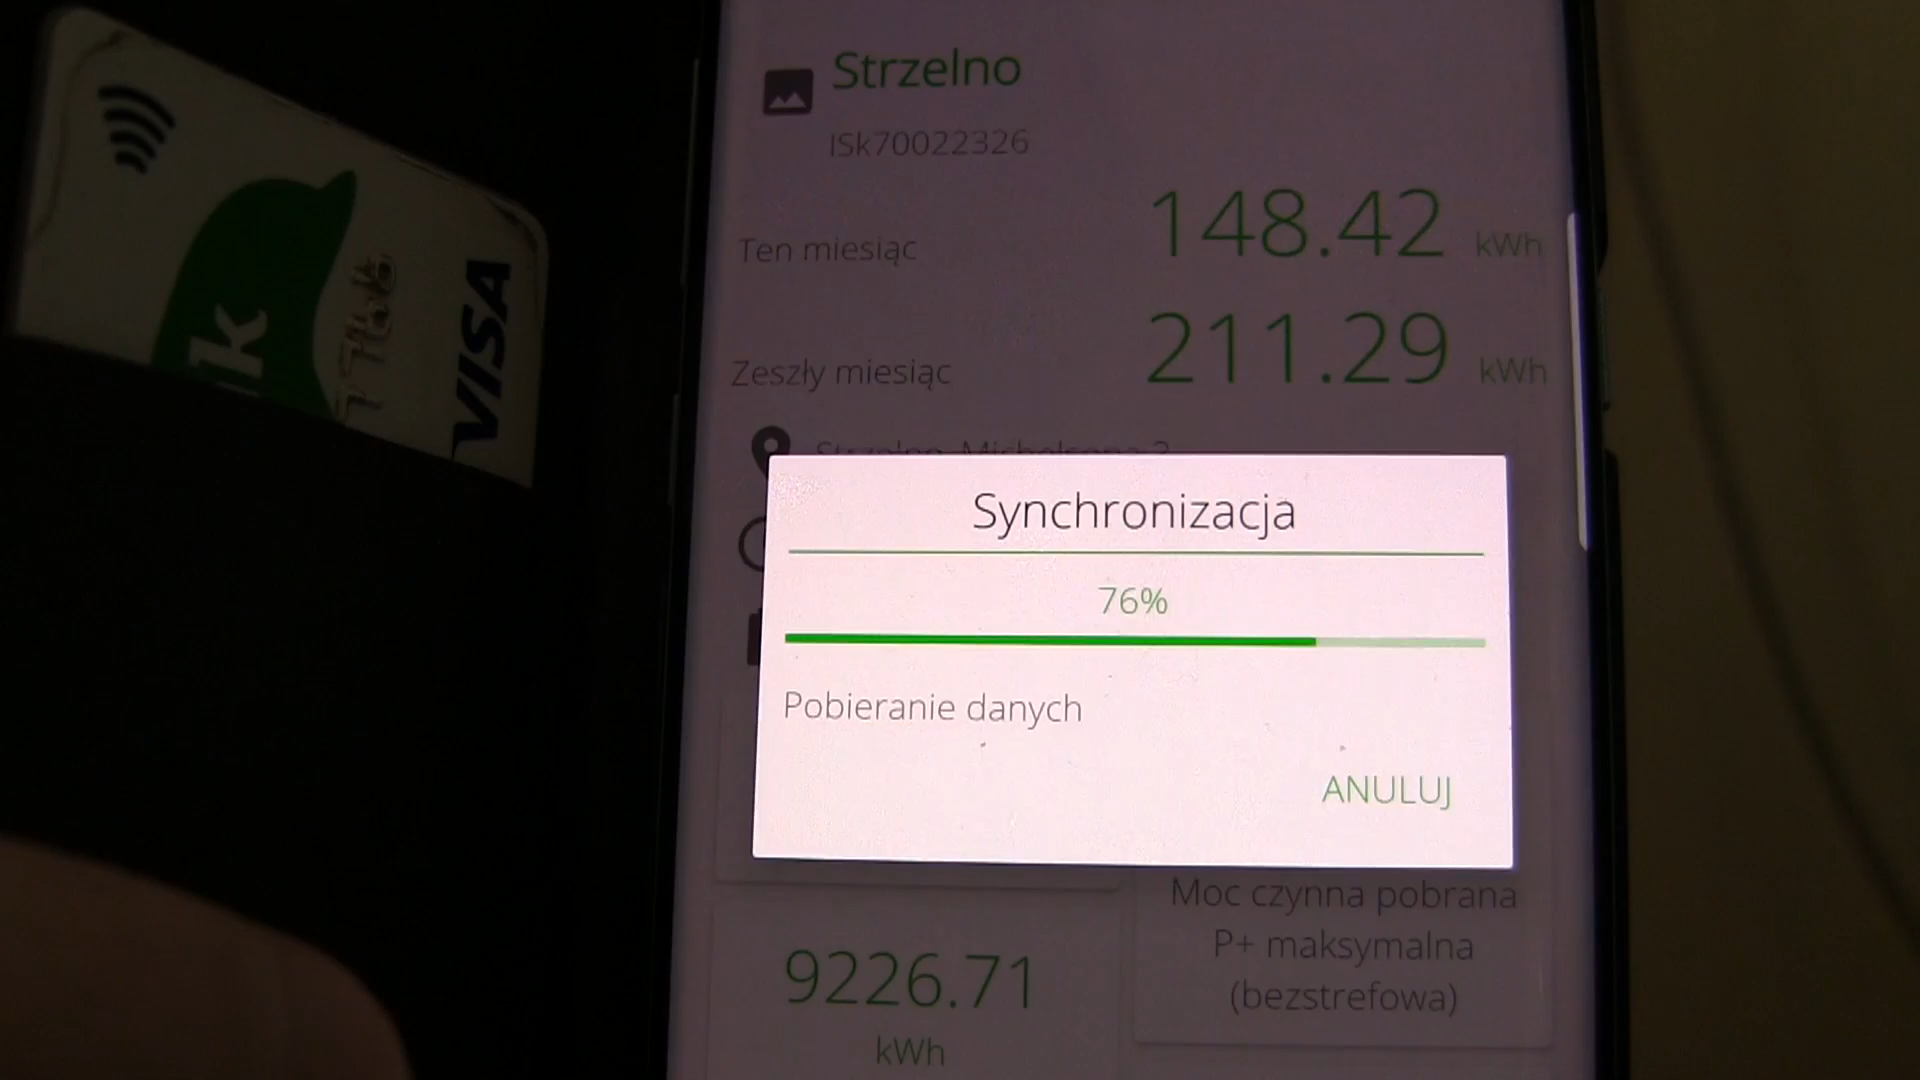 Strzelno
ISk70022326
Ten miesiąc 148.42 kWh
Zeszły miesiąc 211.29 kWh
Synchronizacja
76%
Pobieranie danych
ANULUJ
Moc czynna pobrana
P+ maksymalna
(bezstrefowa)
9226.71
kWh
VISA